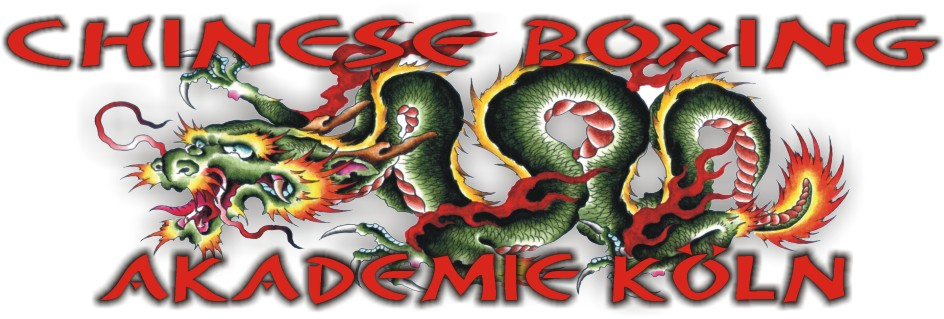 CHINESE BOXING
AKADEMIE KÖLN